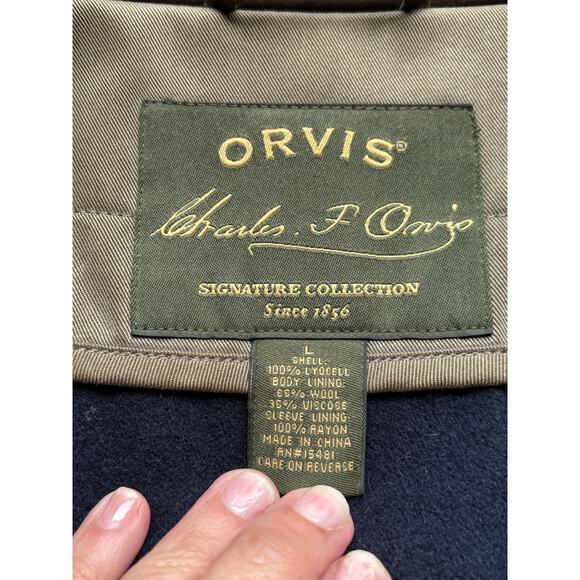 ORVIS®
Charles. F Orvis
SIGNATURE COLLECTION
Since 1856
L
SHELL:
100% LYOCELL
BODY LINING:
65% WOOL
35% VISCOSE
SLEEVE LINING:
100% RAYON
MADE IN CHINA
RN#15481
CARE ON REVERSE